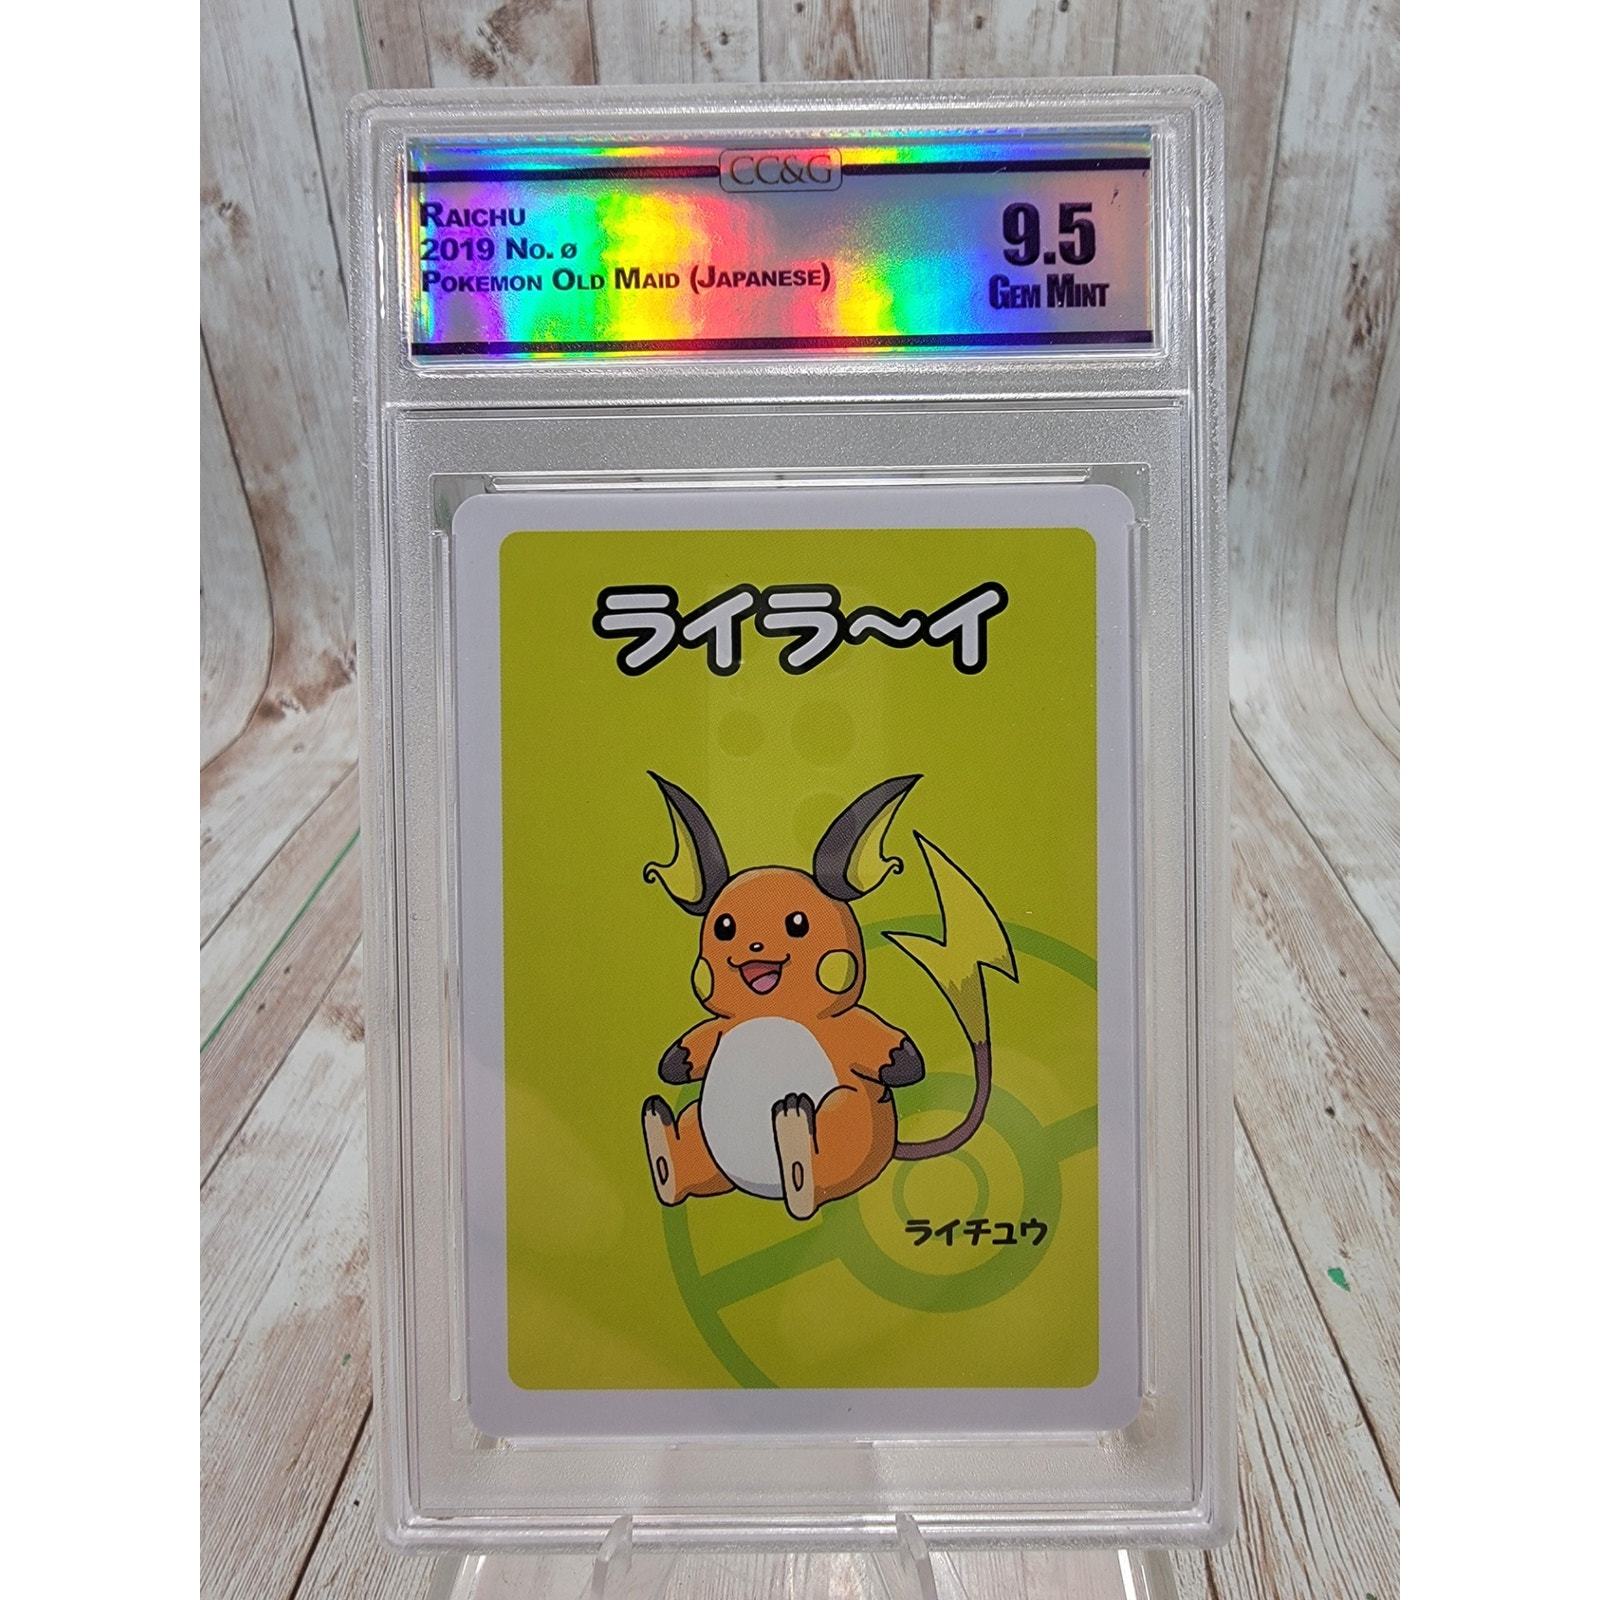 CC&G
RAICHU
2019 No. ø
POKEMON OLD MAID (JAPANESE)
9.5
GEM MINT
ライラ〜イ
ライチュウ